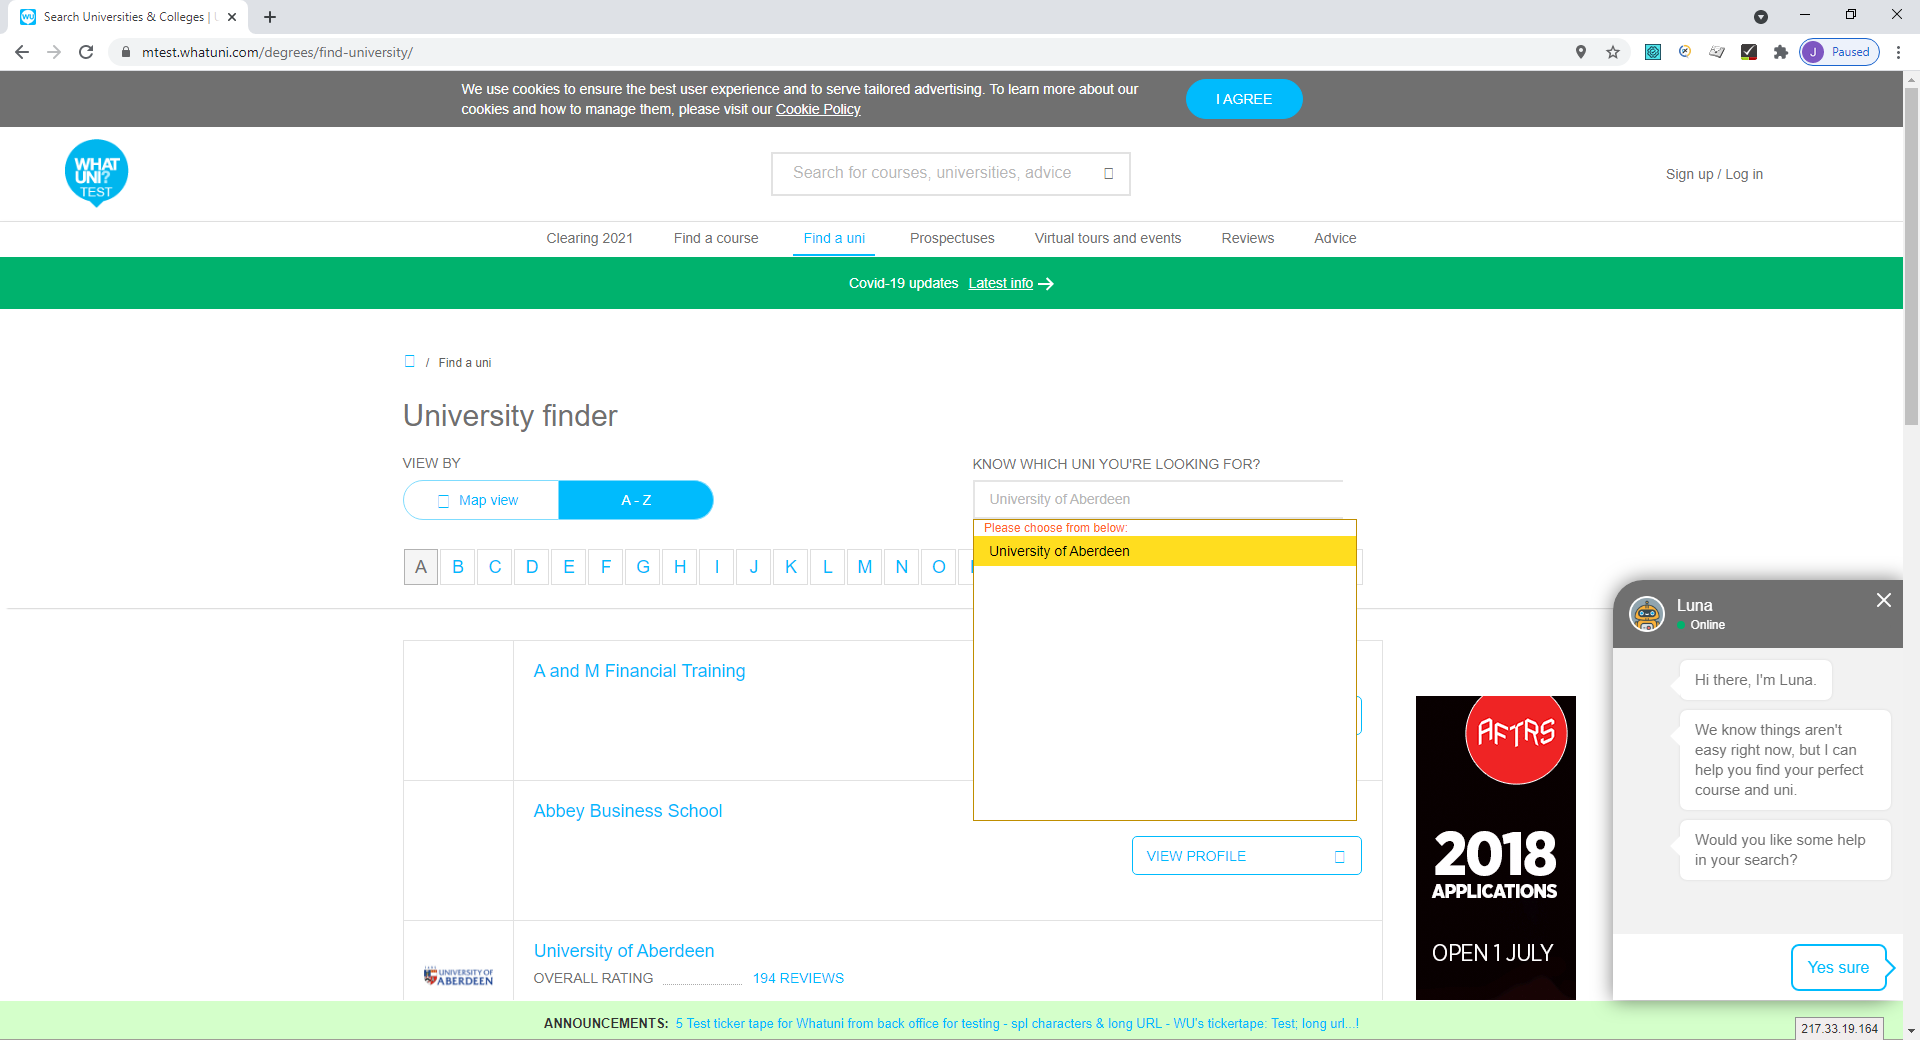 Search Universities & Colleges |
mtest.whatuni.com/degrees/find-university/
J Paused
We use cookies to ensure the best user experience and to serve tailored advertising. To learn more about our
cookies and how to manage them, please visit our Cookie Policy
I AGREE
WHAT
UNI?
TEST
Search for courses, universities, advice
Sign up / Log in
Clearing 2021 Find a course Find a uni Prospectuses Virtual tours and events Reviews Advice
Covid-19 updates Latest info
/ Find a uni
University finder
VIEW BY
Map view A - Z
KNOW WHICH UNI YOU'RE LOOKING FOR?
University of Aberdeen
Please choose from below:
University of Aberdeen
A B C D E F G H I J K L M N O
A and M Financial Training
Abbey Business School
VIEW PROFILE
University of Aberdeen
UNIVERSITY OF
ABERDEEN
OVERALL RATING 194 REVIEWS
AFTRS
2018
APPLICATIONS
OPEN 1 JULY
Luna
Online
Hi there, I'm Luna.
We know things aren't
easy right now, but I can
help you find your perfect
course and uni.
Would you like some help
in your search?
Yes sure
ANNOUNCEMENTS: 5 Test ticker tape for Whatuni from back office for testing - spl characters & long URL - WU's tickertape: Test; long url...!
217.33.19.164